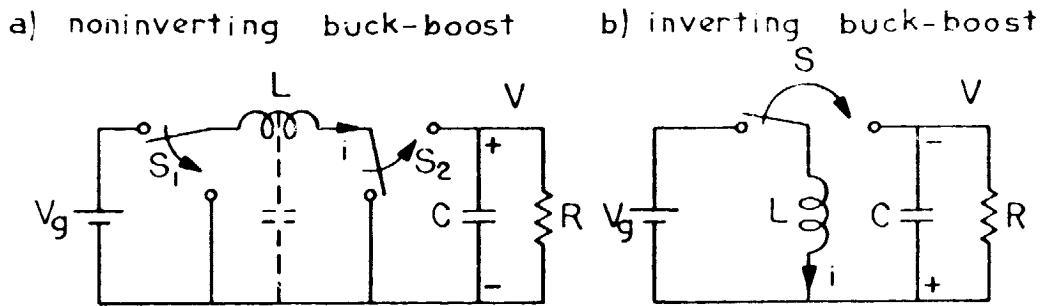 a) noninverting buck-boost
b) inverting buck-boost
L
V
S1
i
S2
+
Vg
C
R
−
S
V
−
Vg
L
C
R
i
+